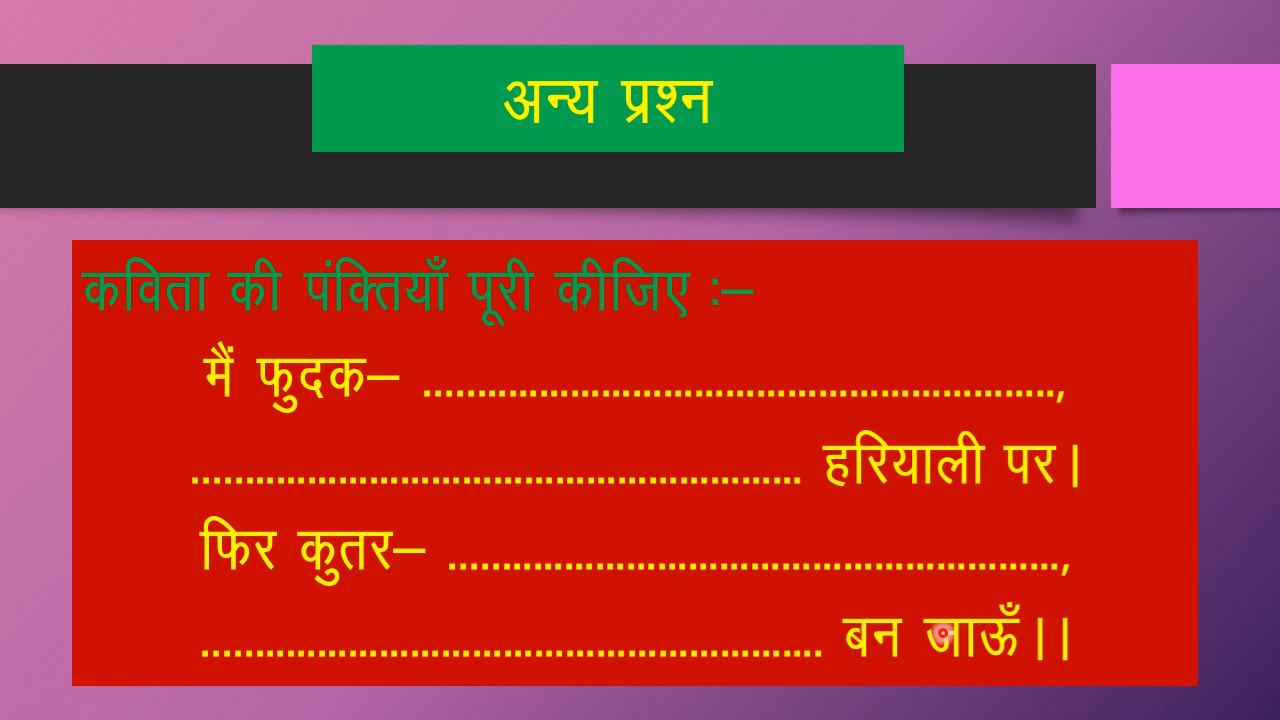 अन्य प्रश्न
कविता की पंक्तियाँ पूरी कीजिए :–
मैं फुदक– ............................................................,
.......................................................... हरियाली पर।
फिर कुतर– ..........................................................,
........................................................... बन जाऊँ।।